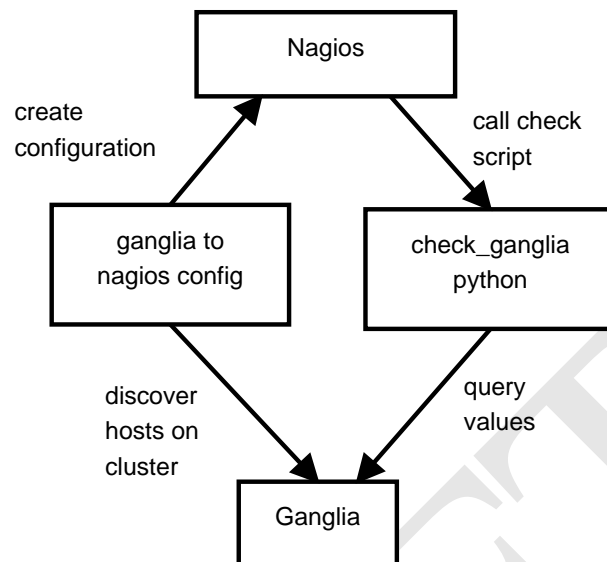 Nagios
create
configuration
call check
script
ganglia to
nagios config
check_ganglia
python
discover
hosts on
cluster
query
values
Ganglia